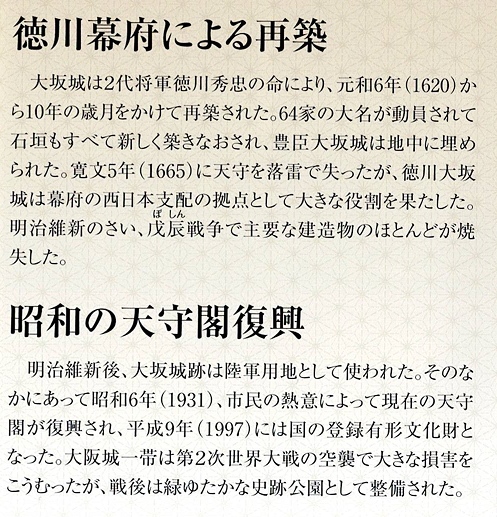 徳川幕府による再築
大坂城は2代将軍徳川秀忠の命により、元和6年（1620）か
ら10年の歳月をかけて再築された。64家の大名が動員されて
石垣もすべて新しく築きなおされ、豊臣大坂城は地中に埋め
られた。寛文5年（1665）に天守を落雷で失ったが、徳川大坂
城は幕府の西日本支配の拠点として大きな役割を果たした。
ぼ しん
明治維新のさい、戊辰戦争で主要な建造物のほとんどが焼
失した。
昭和の天守閣復興
明治維新後、大坂城跡は陸軍用地として使われた。そのな
かにあって昭和6年（1931）、市民の熱意によって現在の天守
閣が復興され、平成9年（1997）には国の登録有形文化財と
なった。大阪城一帯は第2次世界大戦の空襲で大きな損害を
こうむったが、戦後は緑ゆたかな史跡公園として整備された。